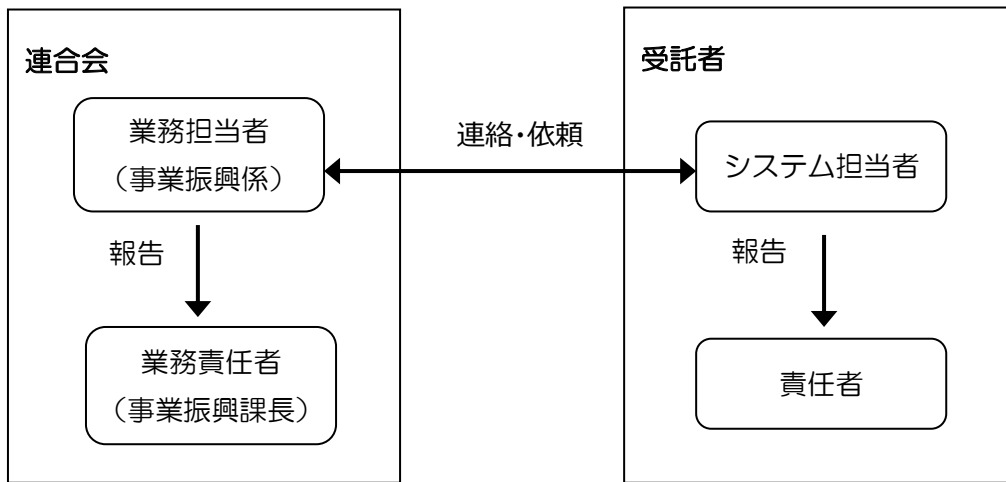 連合会
業務担当者
（事業振興係）
報告
業務責任者
（事業振興課長）
連絡・依頼
受託者
システム担当者
報告
責任者